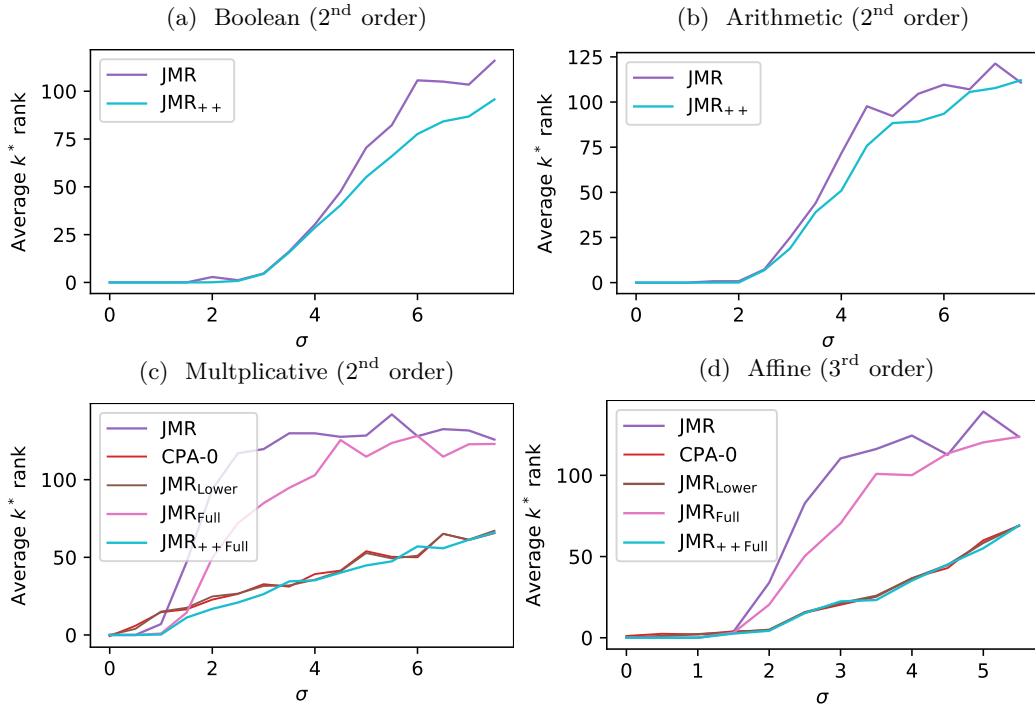 (a) Boolean (2nd order)
Average k* rank
100
75
50
25
0
JMR
JMR++
0 2 4 6
σ
(b) Arithmetic (2nd order)
Average k* rank
125
100
75
50
25
0
JMR
JMR++
0 2 4 6
σ
(c) Multplicative (2nd order)
Average k* rank
100
50
0
JMR
CPA-0
JMRLower
JMRFull
JMR++Full
0 2 4 6
σ
(d) Affine (3rd order)
Average k* rank
100
50
0
JMR
CPA-0
JMRLower
JMRFull
JMR++Full
0 1 2 3 4 5
σ